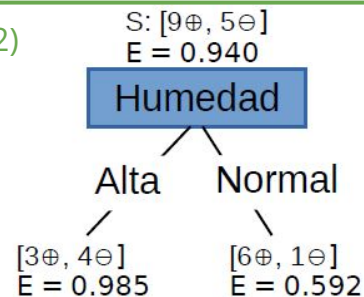 2)
S: [9⊕, 5⊖]
E = 0.940
Humedad
Alta Normal
[3⊕, 4⊖] [6⊕, 1⊖]
E = 0.985 E = 0.592